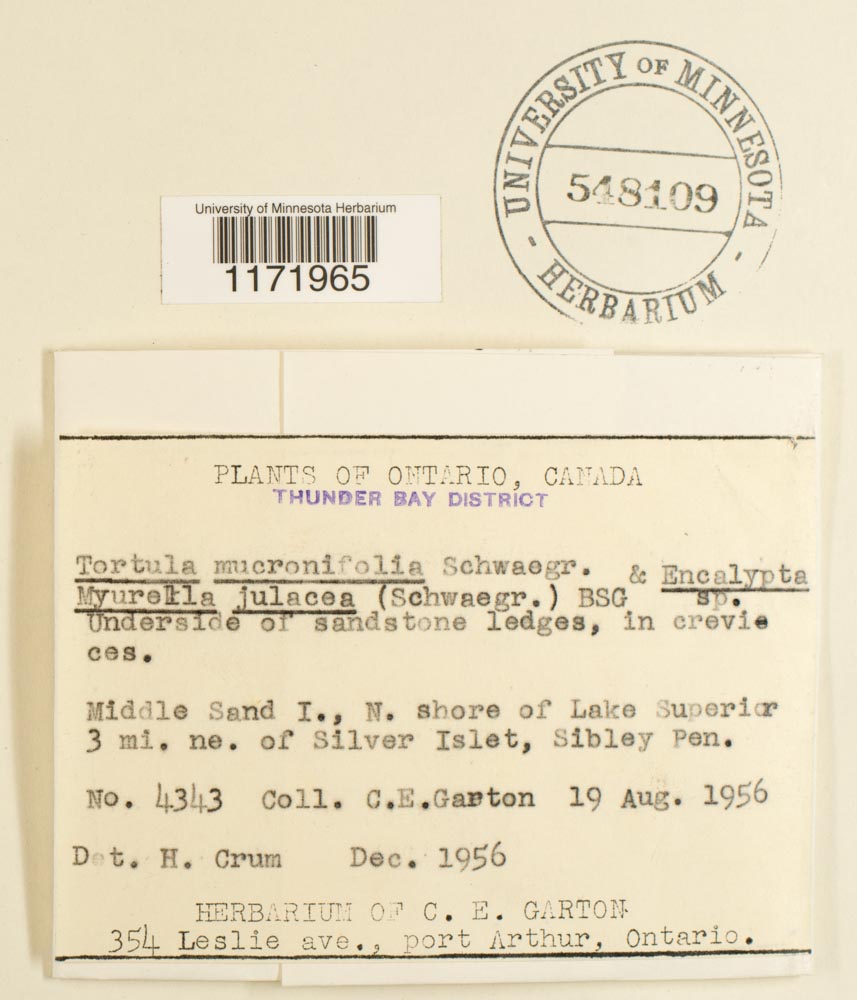 UNIVERSITY OF MINNESOTA
548109
- HERBARIUM -
University of Minnesota Herbarium
1171965
PLANTS OF ONTARIO, CANADA
THUNDER BAY DISTRICT
Tortula mucronifolia Schwaegr. & Encalypta
Myurella julacea (Schwaegr.) BSG sp.
Underside of sandstone ledges, in crevie
ces.
Middle Sand I., N. shore of Lake Superior
3 mi. ne. of Silver Islet, Sibley Pen.
No. 4343 Coll. C.E.Garton 19 Aug. 1956
Det. H. Crum Dec. 1956
HERBARIUM OF C. E. GARTON
354 Leslie ave., port Arthur, Ontario.